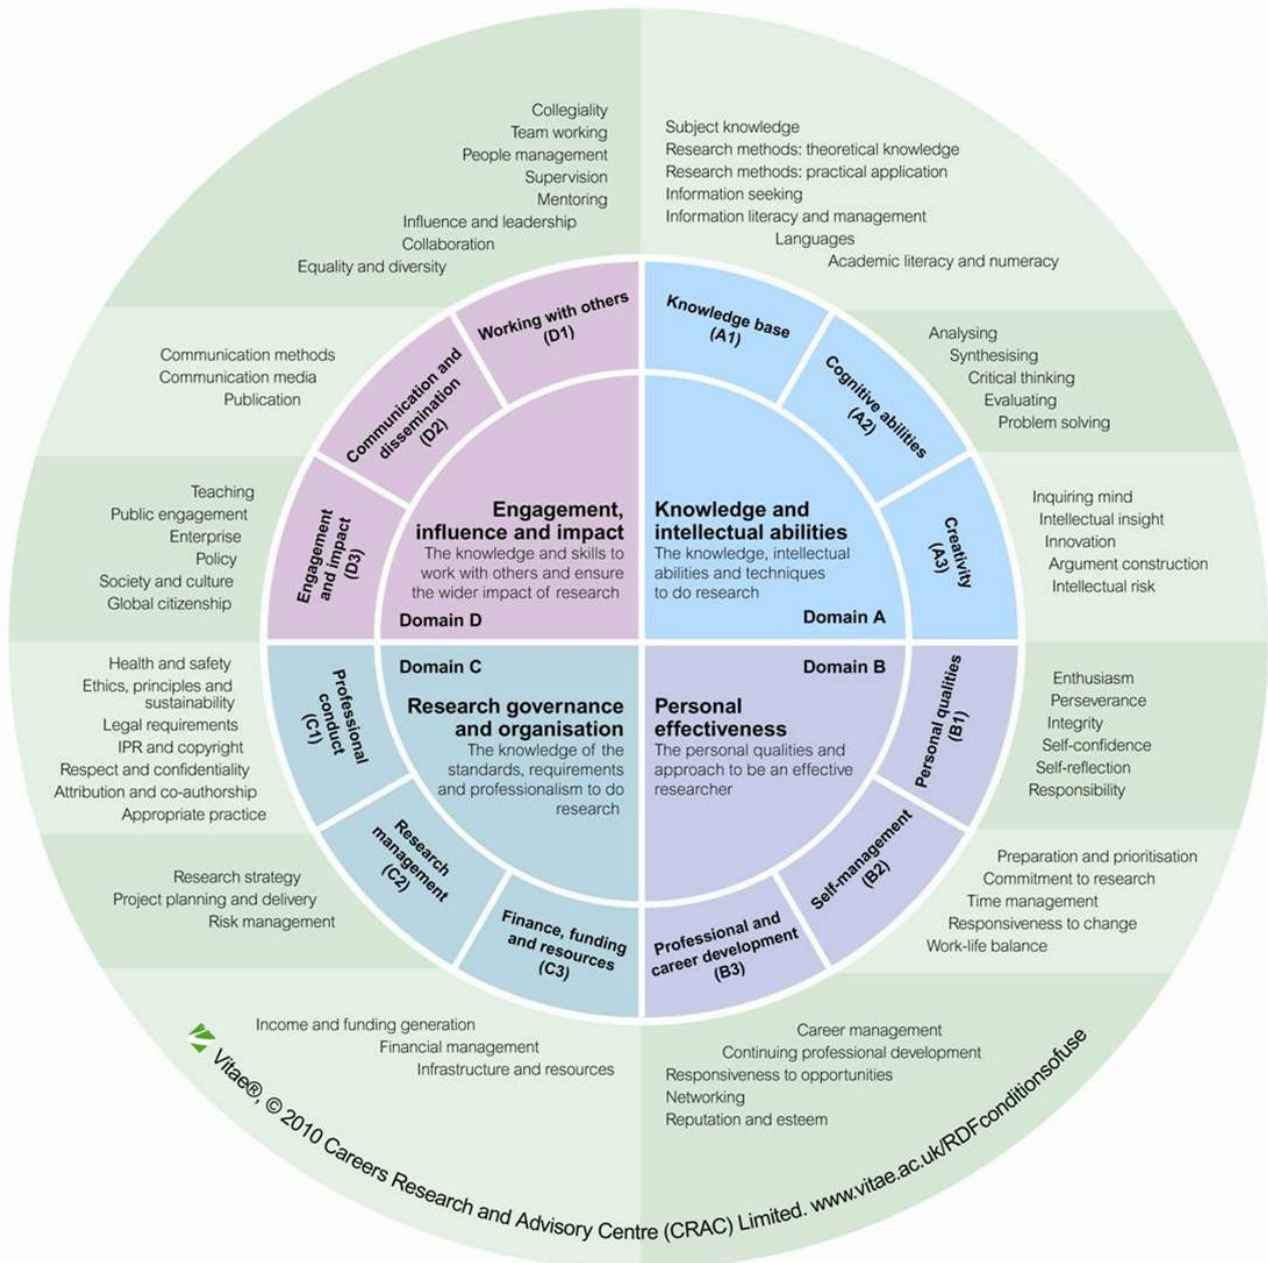 Collegiality
Team working
People management
Supervision
Mentoring
Influence and leadership
Collaboration
Equality and diversity
Subject knowledge
Research methods: theoretical knowledge
Research methods: practical application
Information seeking
Information literacy and management
Languages
Academic literacy and numeracy
Working with others
(D1)
Knowledge base
(A1)
Communication methods
Communication media
Publication
Communication and
dissemination
(D2)
Cognitive abilities
(A2)
Analysing
Synthesising
Critical thinking
Evaluating
Problem solving
Teaching
Public engagement
Enterprise
Policy
Society and culture
Global citizenship
Engagement
and impact
(D3)
Engagement,
influence and impact
The knowledge and skills to
work with others and ensure
the wider impact of research
Domain D
Knowledge and
intellectual abilities
The knowledge, intellectual
abilities and techniques
to do research
Domain A
Creativity
(A3)
Inquiring mind
Intellectual insight
Innovation
Argument construction
Intellectual risk
Health and safety
Ethics, principles and
sustainability
Legal requirements
IPR and copyright
Respect and confidentiality
Attribution and co-authorship
Appropriate practice
Professional
conduct
(C1)
Domain C
Research governance
and organisation
The knowledge of the
standards, requirements
and professionalism to do
research
Domain B
Personal
effectiveness
The personal qualities and
approach to be an effective
researcher
Personal qualities
(B1)
Enthusiasm
Perseverance
Integrity
Self-confidence
Self-reflection
Responsibility
Research strategy
Project planning and delivery
Risk management
Research
management
(C2)
Self-management
(B2)
Preparation and prioritisation
Commitment to research
Time management
Responsiveness to change
Work-life balance
Finance, funding
and resources
(C3)
Professional and
career development
(B3)
Income and funding generation
Financial management
Infrastructure and resources
Career management
Continuing professional development
Responsiveness to opportunities
Networking
Reputation and esteem
Vitae®, © 2010 Careers Research and Advisory Centre (CRAC) Limited. www.vitae.ac.uk/RDFconditionsofuse